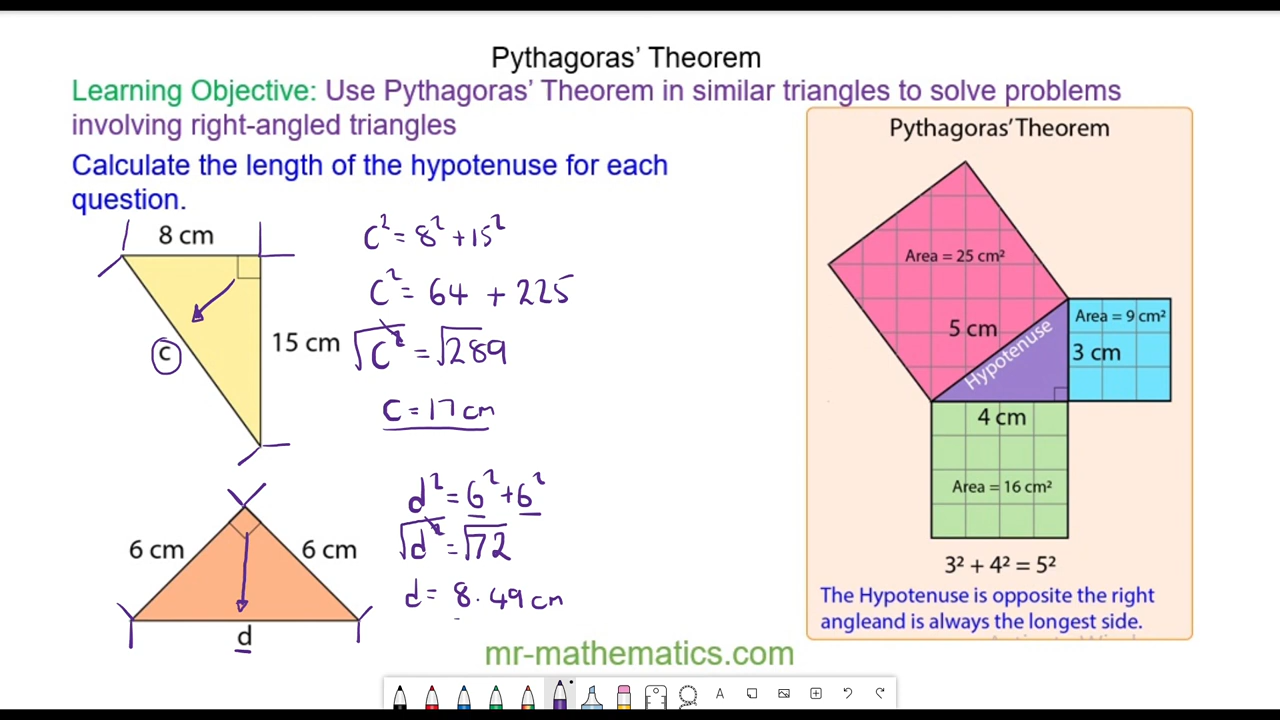 Pythagoras' Theorem
Learning Objective: Use Pythagoras' Theorem in similar triangles to solve problems
involving right-angled triangles
Calculate the length of the hypotenuse for each
question.
8 cm
15 cm
c
c² = 8² + 15²
c² = 64 + 225
√c² = √289
c = 17 cm
6 cm
6 cm
d
d² = 6² + 6²
√d² = √72
d = 8.49 cm
Pythagoras' Theorem
Area = 25 cm²
5 cm
Hypotenuse
Area = 9 cm²
3 cm
4 cm
Area = 16 cm²
3² + 4² = 5²
The Hypotenuse is opposite the right
angleand is always the longest side.
mr-mathematics.com
A